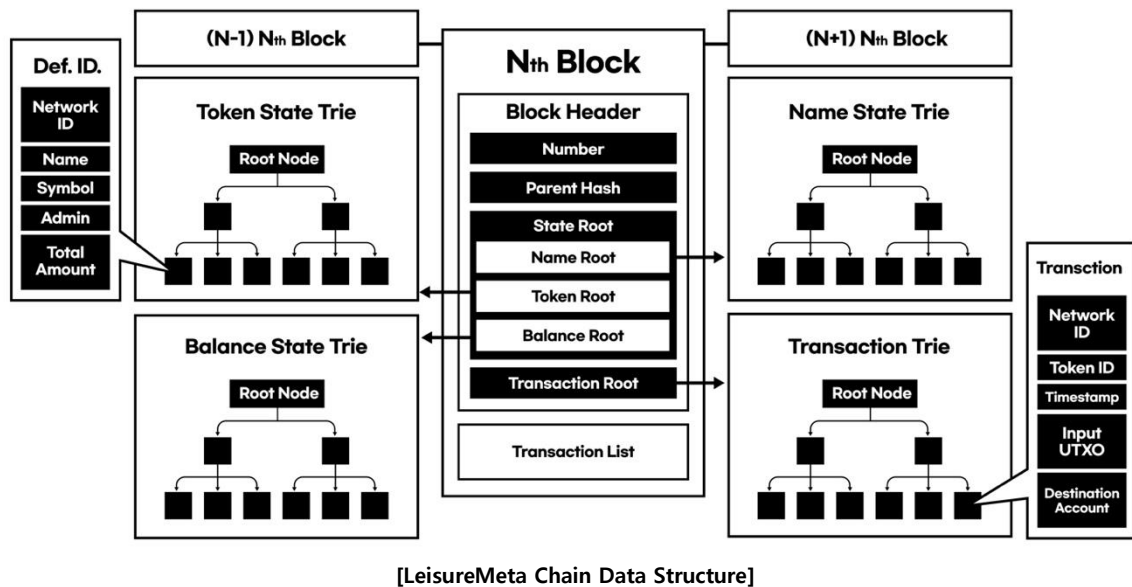 (N-1) Nth Block
Nth Block
(N+1) Nth Block
Def. ID.
Network
ID
Name
Symbol
Admin
Total
Amount
Token State Trie
Root Node
Balance State Trie
Root Node
Block Header
Number
Parent Hash
State Root
Name Root
Token Root
Balance Root
Transaction Root
Transaction List
Name State Trie
Root Node
Transaction Trie
Root Node
Transction
Network
ID
Token ID
Timestamp
Input
UTXO
Destination
Account
[LeisureMeta Chain Data Structure]